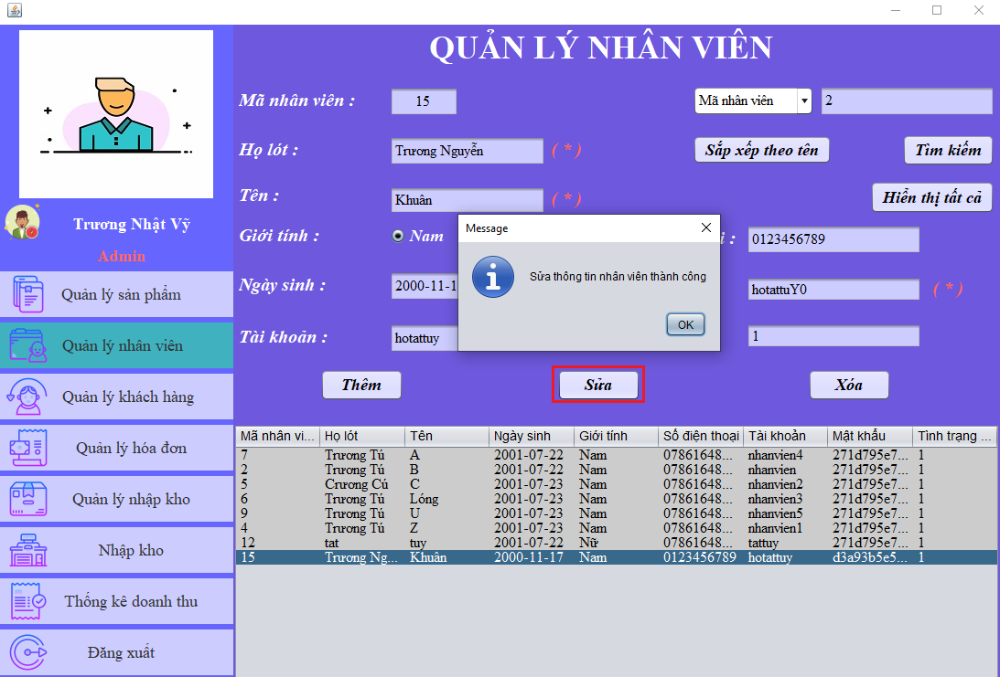 QUẢN LÝ NHÂN VIÊN
Mã nhân viên :
15
Mã nhân viên
2
Họ lót :
Trương Nguyễn
( * )
Sắp xếp theo tên
Tìm kiếm
Tên :
Khuân
( * )
Hiển thị tất cả
Giới tính :
Nam
i :
0123456789
Ngày sinh :
2000-11-1
hotattuY0
( * )
Tài khoản :
hotattuy
1
Message
Sửa thông tin nhân viên thành công
OK
Thêm
Sửa
Xóa
Trương Nhật Vỹ
Admin
Quản lý sản phẩm
Quản lý nhân viên
Quản lý khách hàng
Quản lý hóa đơn
Quản lý nhập kho
Nhập kho
Thống kê doanh thu
Đăng xuất
Mã nhân vi... Họ lót Tên Ngày sinh Giới tính Số điện thoại Tài khoản Mật khẩu Tình trạng ...
7 Trương Tú A 2001-07-22 Nam 07861648... nhanvien4 271d795e7... 1
2 Trương Tú B 2001-07-22 Nam 07861648... nhanvien 271d795e7... 1
5 Crương Cú C 2001-07-23 Nam 07861648... nhanvien2 271d795e7... 1
6 Trương Tú Lóng 2001-07-23 Nam 07861648... nhanvien3 271d795e7... 1
9 Trương Tú U 2001-07-23 Nam 07861648... nhanvien5 271d795e7... 1
4 Trương Tú Z 2001-07-23 Nam 07861648... nhanvien1 271d795e7... 1
12 tat tuy 2001-07-22 Nữ 07861648... tattuy 271d795e7... 1
15 Trương Ng... Khuân 2000-11-17 Nam 0123456789 hotattuy d3a93b5e5... 1